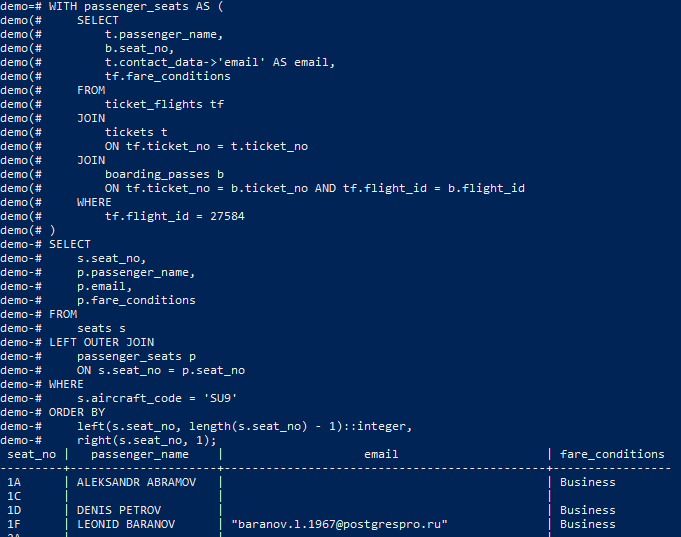 demo=# WITH passenger_seats AS (
demo(#     SELECT
demo(#         t.passenger_name,
demo(#         b.seat_no,
demo(#         t.contact_data->'email' AS email,
demo(#         tf.fare_conditions
demo(#     FROM
demo(#         ticket_flights tf
demo(#     JOIN
demo(#         tickets t
demo(#         ON tf.ticket_no = t.ticket_no
demo(#     JOIN
demo(#         boarding_passes b
demo(#         ON tf.ticket_no = b.ticket_no AND tf.flight_id = b.flight_id
demo(#     WHERE
demo(#         tf.flight_id = 27584
demo(# )
demo-# SELECT
demo-#     s.seat_no,
demo-#     p.passenger_name,
demo-#     p.email,
demo-#     p.fare_conditions
demo-# FROM
demo-#     seats s
demo-# LEFT OUTER JOIN
demo-#     passenger_seats p
demo-#     ON s.seat_no = p.seat_no
demo-# WHERE
demo-#     s.aircraft_code = 'SU9'
demo-# ORDER BY
demo-#     left(s.seat_no, length(s.seat_no) - 1)::integer,
demo-#     right(s.seat_no, 1);
 seat_no |   passenger_name    |                    email                     | fare_conditions
---------+---------------------+----------------------------------------------+-----------------
 1A      | ALEKSANDR ABRAMOV   |                                              | Business
 1C      |                     |                                              |
 1D      | DENIS PETROV        |                                              | Business
 1F      | LEONID BARANOV      | "baranov.l.1967@postgrespro.ru"              | Business